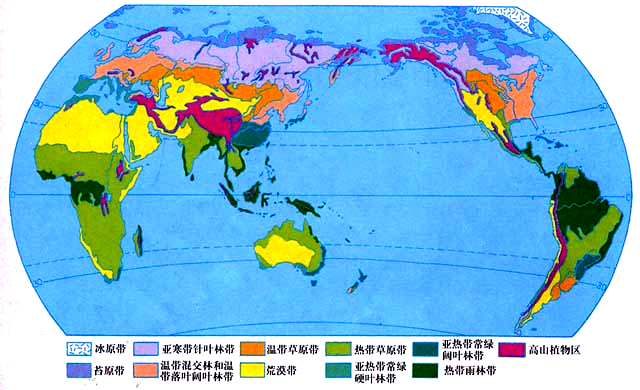 冰原带
亚寒带针叶林带
温带草原带
热带草原带
亚热带常绿
阔叶林带
高山植物区
苔原带
温带混交林和温
带落叶阔叶林带
荒漠带
亚热带常绿
硬叶林带
热带雨林带